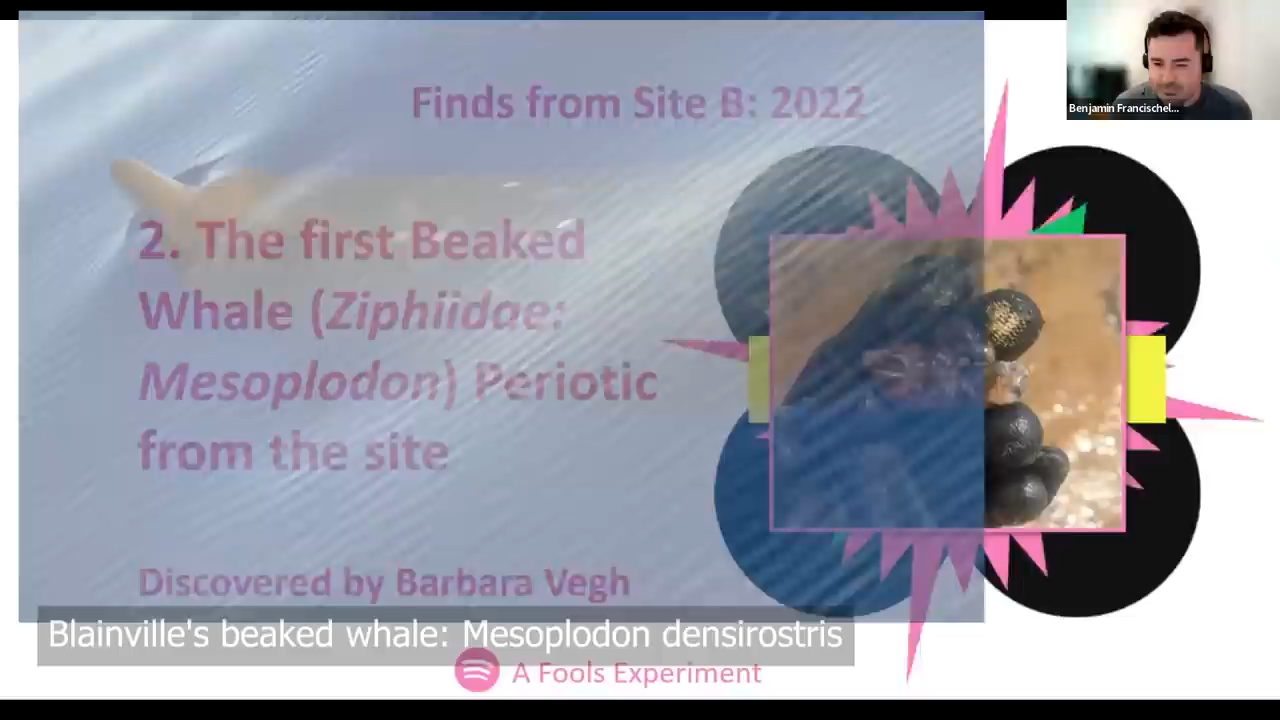 Finds from Site B: 2022
Benjamin Francischel...
2. The first Beaked
Whale (Ziphiidae:
Mesoplodon) Periotic
from the site
Discovered by Barbara Vegh
Blainville's beaked whale: Mesoplodon densirostris
A Fools Experiment